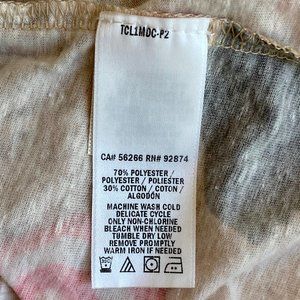 TCL1MDC-P2
CA# 56266 RN# 92874
70% POLYESTER /
POLYESTER / POLIESTER
30% COTTON / COTON /
ALGODÓN
MACHINE WASH COLD
DELICATE CYCLE
ONLY NON-CHLORINE
BLEACH WHEN NEEDED
TUMBLE DRY LOW
REMOVE PROMPTLY
WARM IRON IF NEEDED